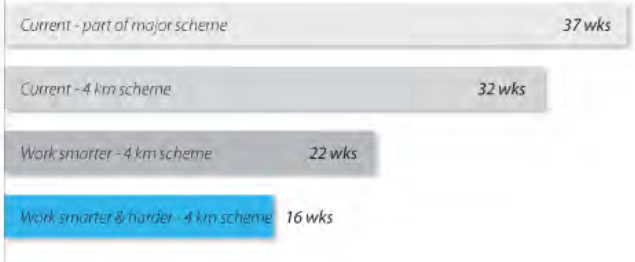 Current - part of major scheme 37 wks
Current - 4 km scheme 32 wks
Work smarter - 4 km scheme 22 wks
Work smarter & harder - 4 km scheme 16 wks